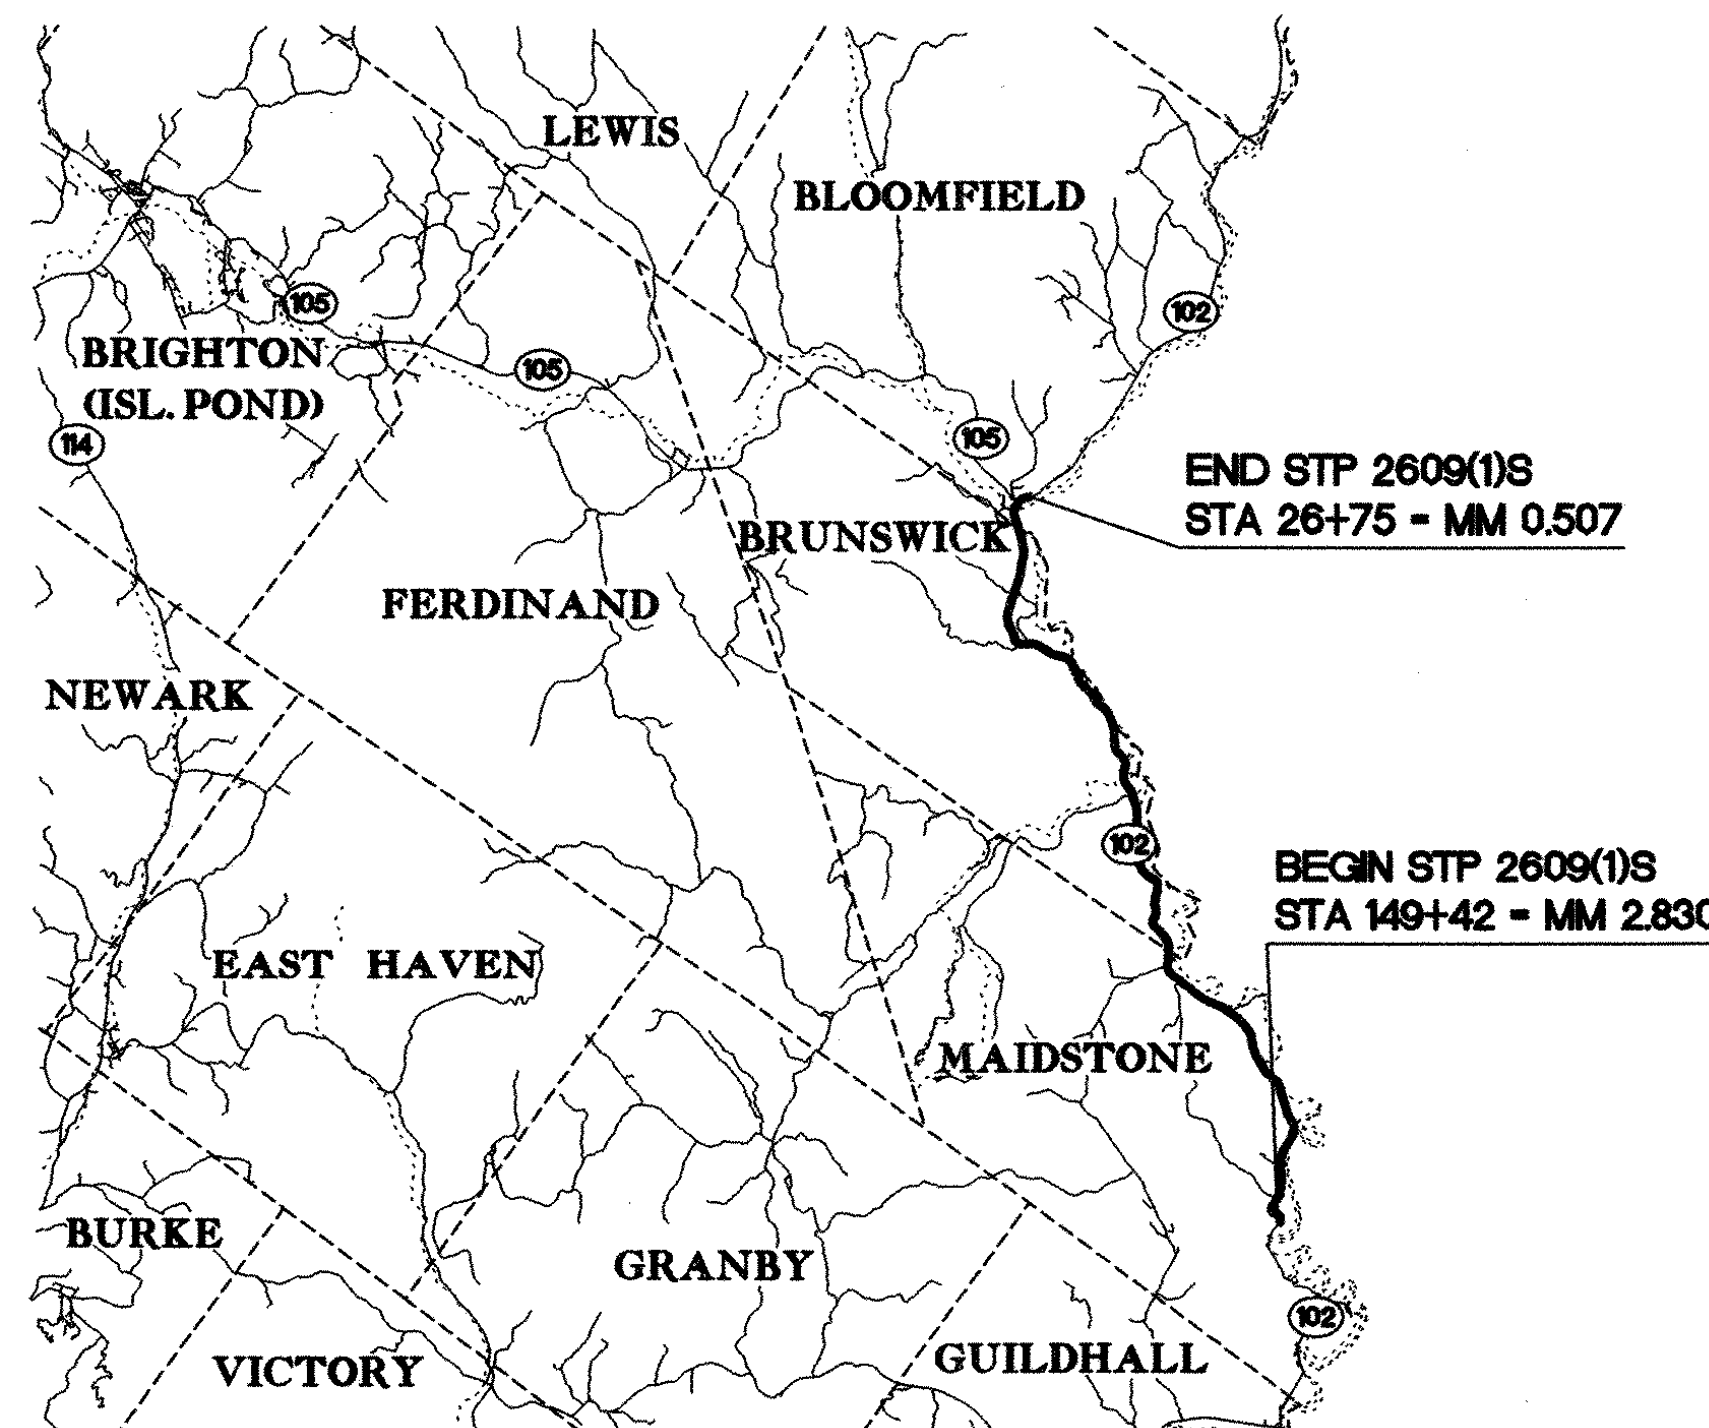 LEWIS
BLOOMFIELD
105
102
BRIGHTON
(ISL. POND)
105
114
105
END STP 2609(1)S
STA 26+75 = MM 0.507
BRUNSWICK
FERDINAND
NEWARK
102
BEGIN STP 2609(1)S
STA 149+42 = MM 2.830
EAST HAVEN
MAIDSTONE
BURKE
GRANBY
102
VICTORY
GUILDHALL